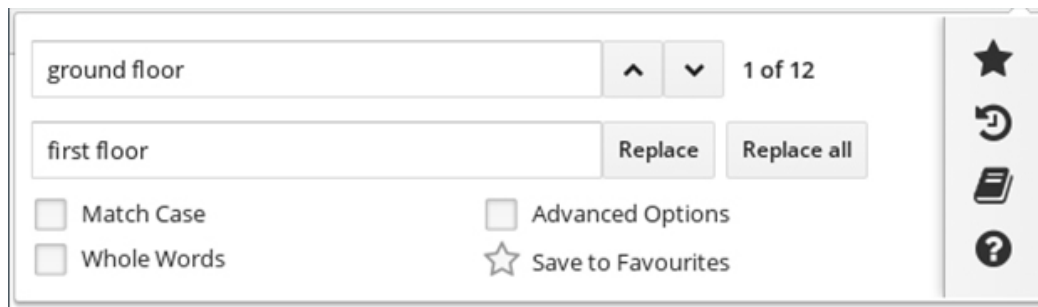 ground floor 1 of 12
first floor Replace Replace all
Match Case Advanced Options
Whole Words Save to Favourites